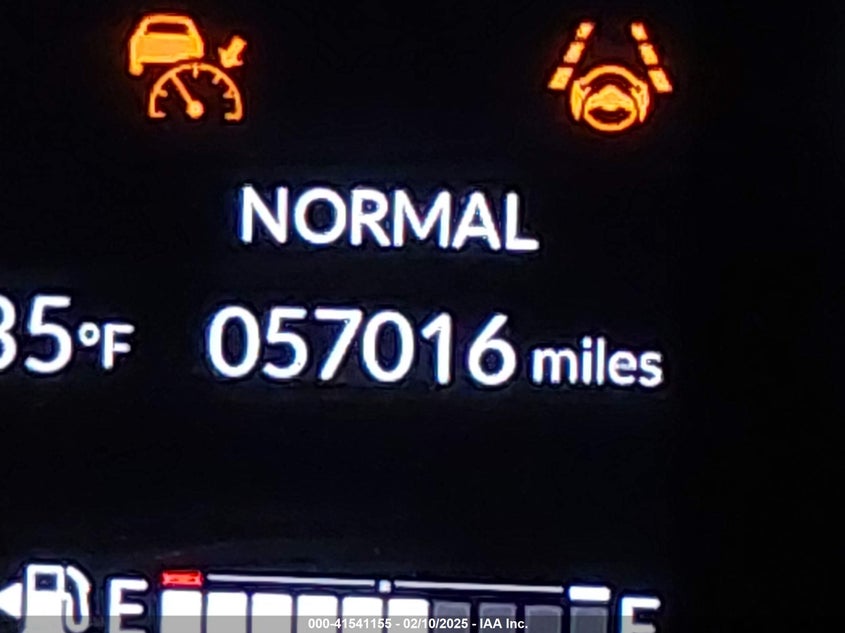 NORMAL
35°F
057016 miles
E F
000-41541155 - 02/10/2025 - IAA Inc.